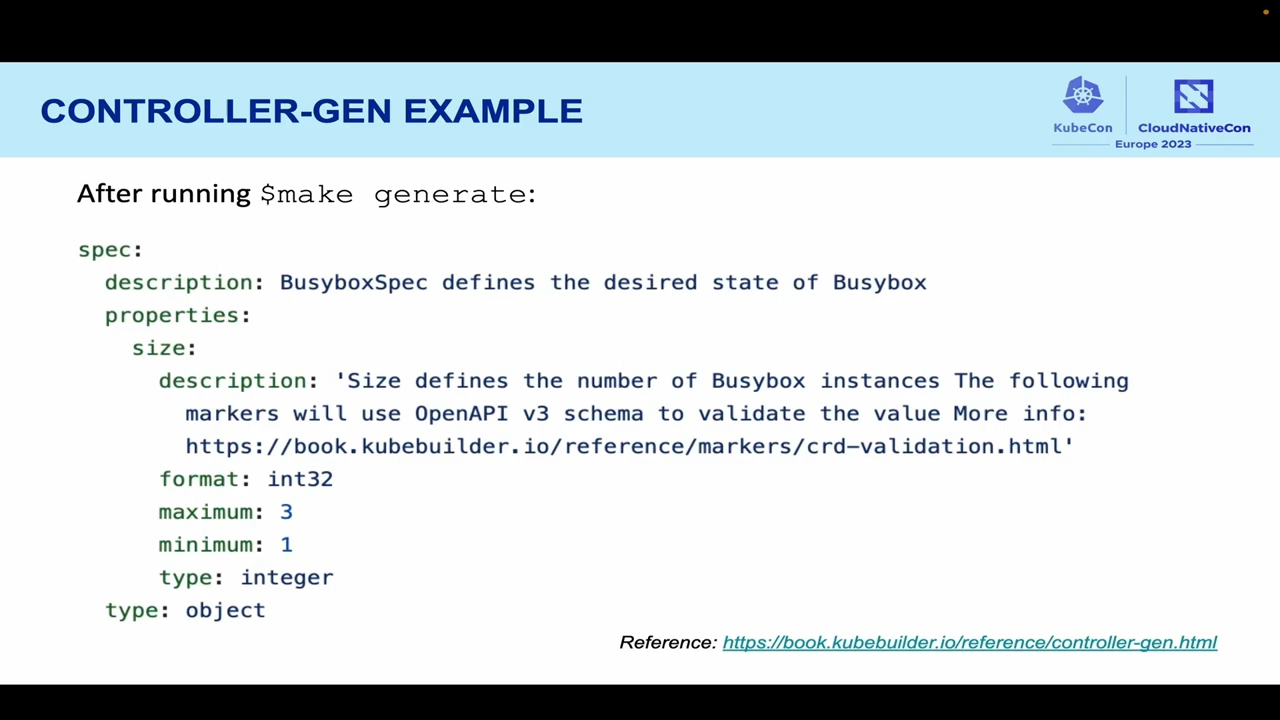 CONTROLLER-GEN EXAMPLE
KubeCon
CloudNativeCon
Europe 2023
After running $make generate:
spec:
description: BusyboxSpec defines the desired state of Busybox
properties:
size:
description: 'Size defines the number of Busybox instances The following
markers will use OpenAPI v3 schema to validate the value More info:
https://book.kubebuilder.io/reference/markers/crd-validation.html'
format: int32
maximum: 3
minimum: 1
type: integer
type: object
Reference: https://book.kubebuilder.io/reference/controller-gen.html